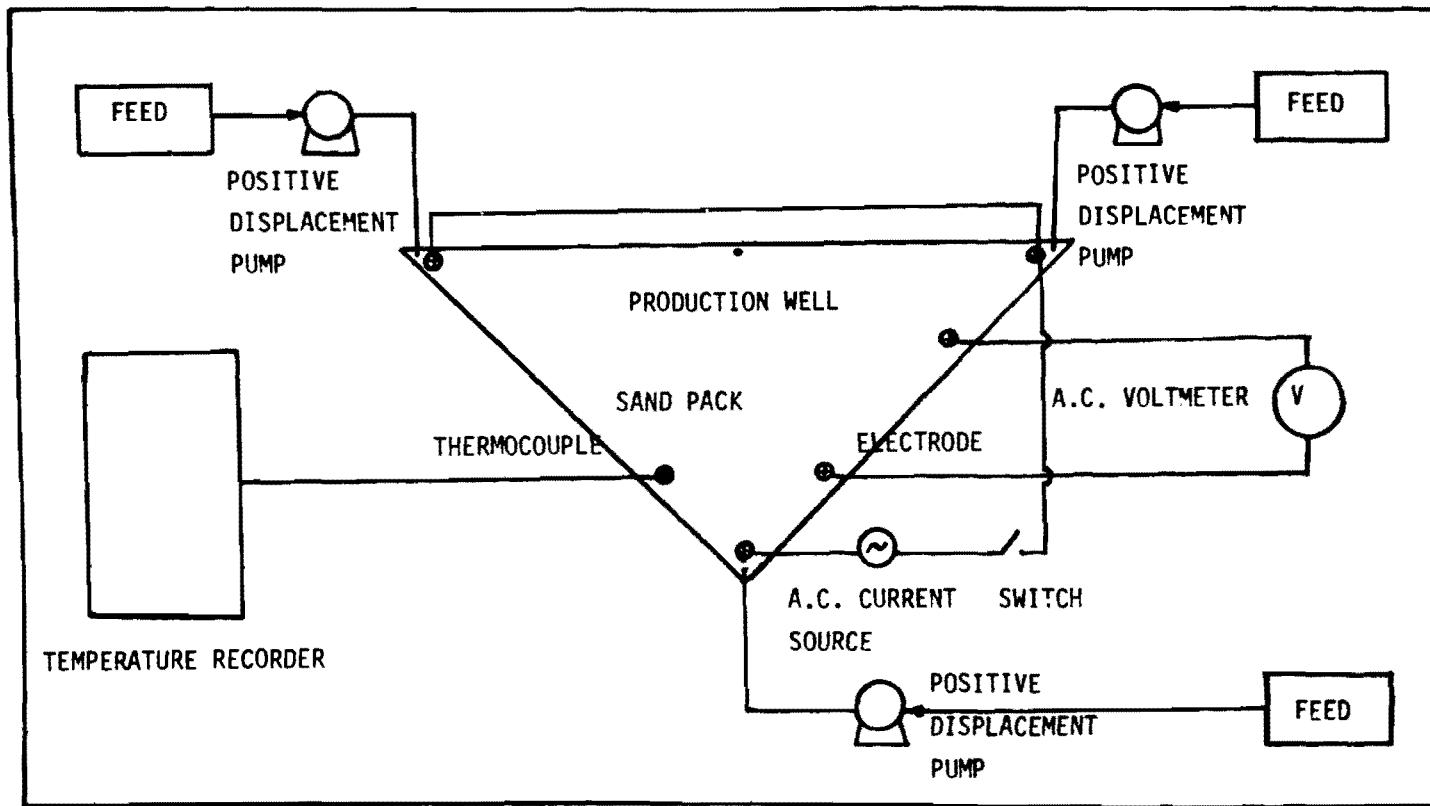 FEED
FEED
POSITIVE
DISPLACEMENT
PUMP
POSITIVE
DISPLACEMENT
PUMP
PRODUCTION WELL
SAND PACK
A.C. VOLTMETER
V
THERMOCOUPLE
ELECTRODE
A.C. CURRENT SWITCH
SOURCE
TEMPERATURE RECORDER
POSITIVE
DISPLACEMENT
PUMP
FEED